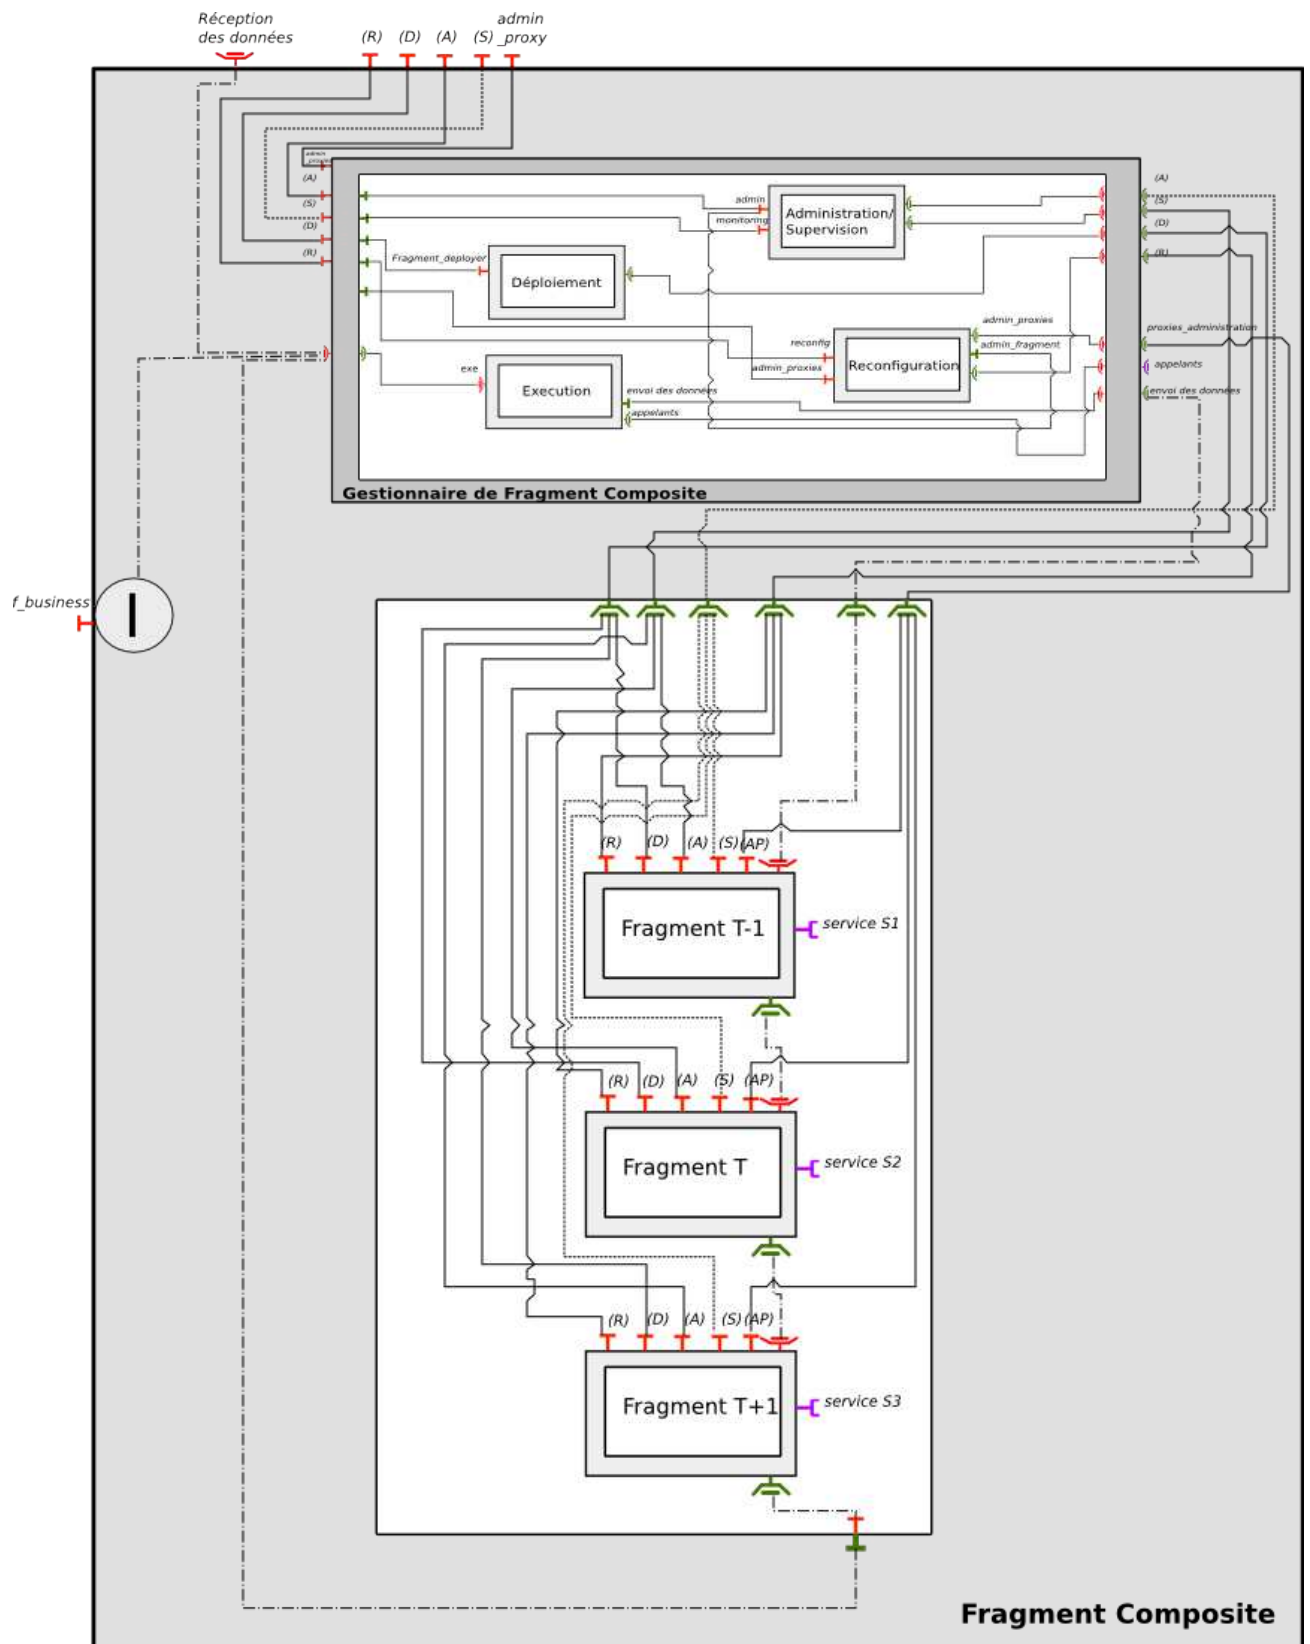 Réception
des données
(R)
(D)
(A)
(S)
admin
_proxy
admin
(A)
(S)
(D)
(R)
admin
monitoring
Administration/
Supervision
Fragment_deployer
Déploiement
reconfig
admin_proxies
Reconfiguration
admin_proxies
admin_fragment
exe
Execution
envoi des données
appelants
(A)
(S)
(D)
(R)
proxies_administration
appelants
envoi des données
Gestionnaire de Fragment Composite
f_business
(R)
(D)
(A)
(S)
(AP)
Fragment T-1
service S1
(R)
(D)
(A)
(S)
(AP)
Fragment T
service S2
(R)
(D)
(A)
(S)
(AP)
Fragment T+1
service S3
Fragment Composite